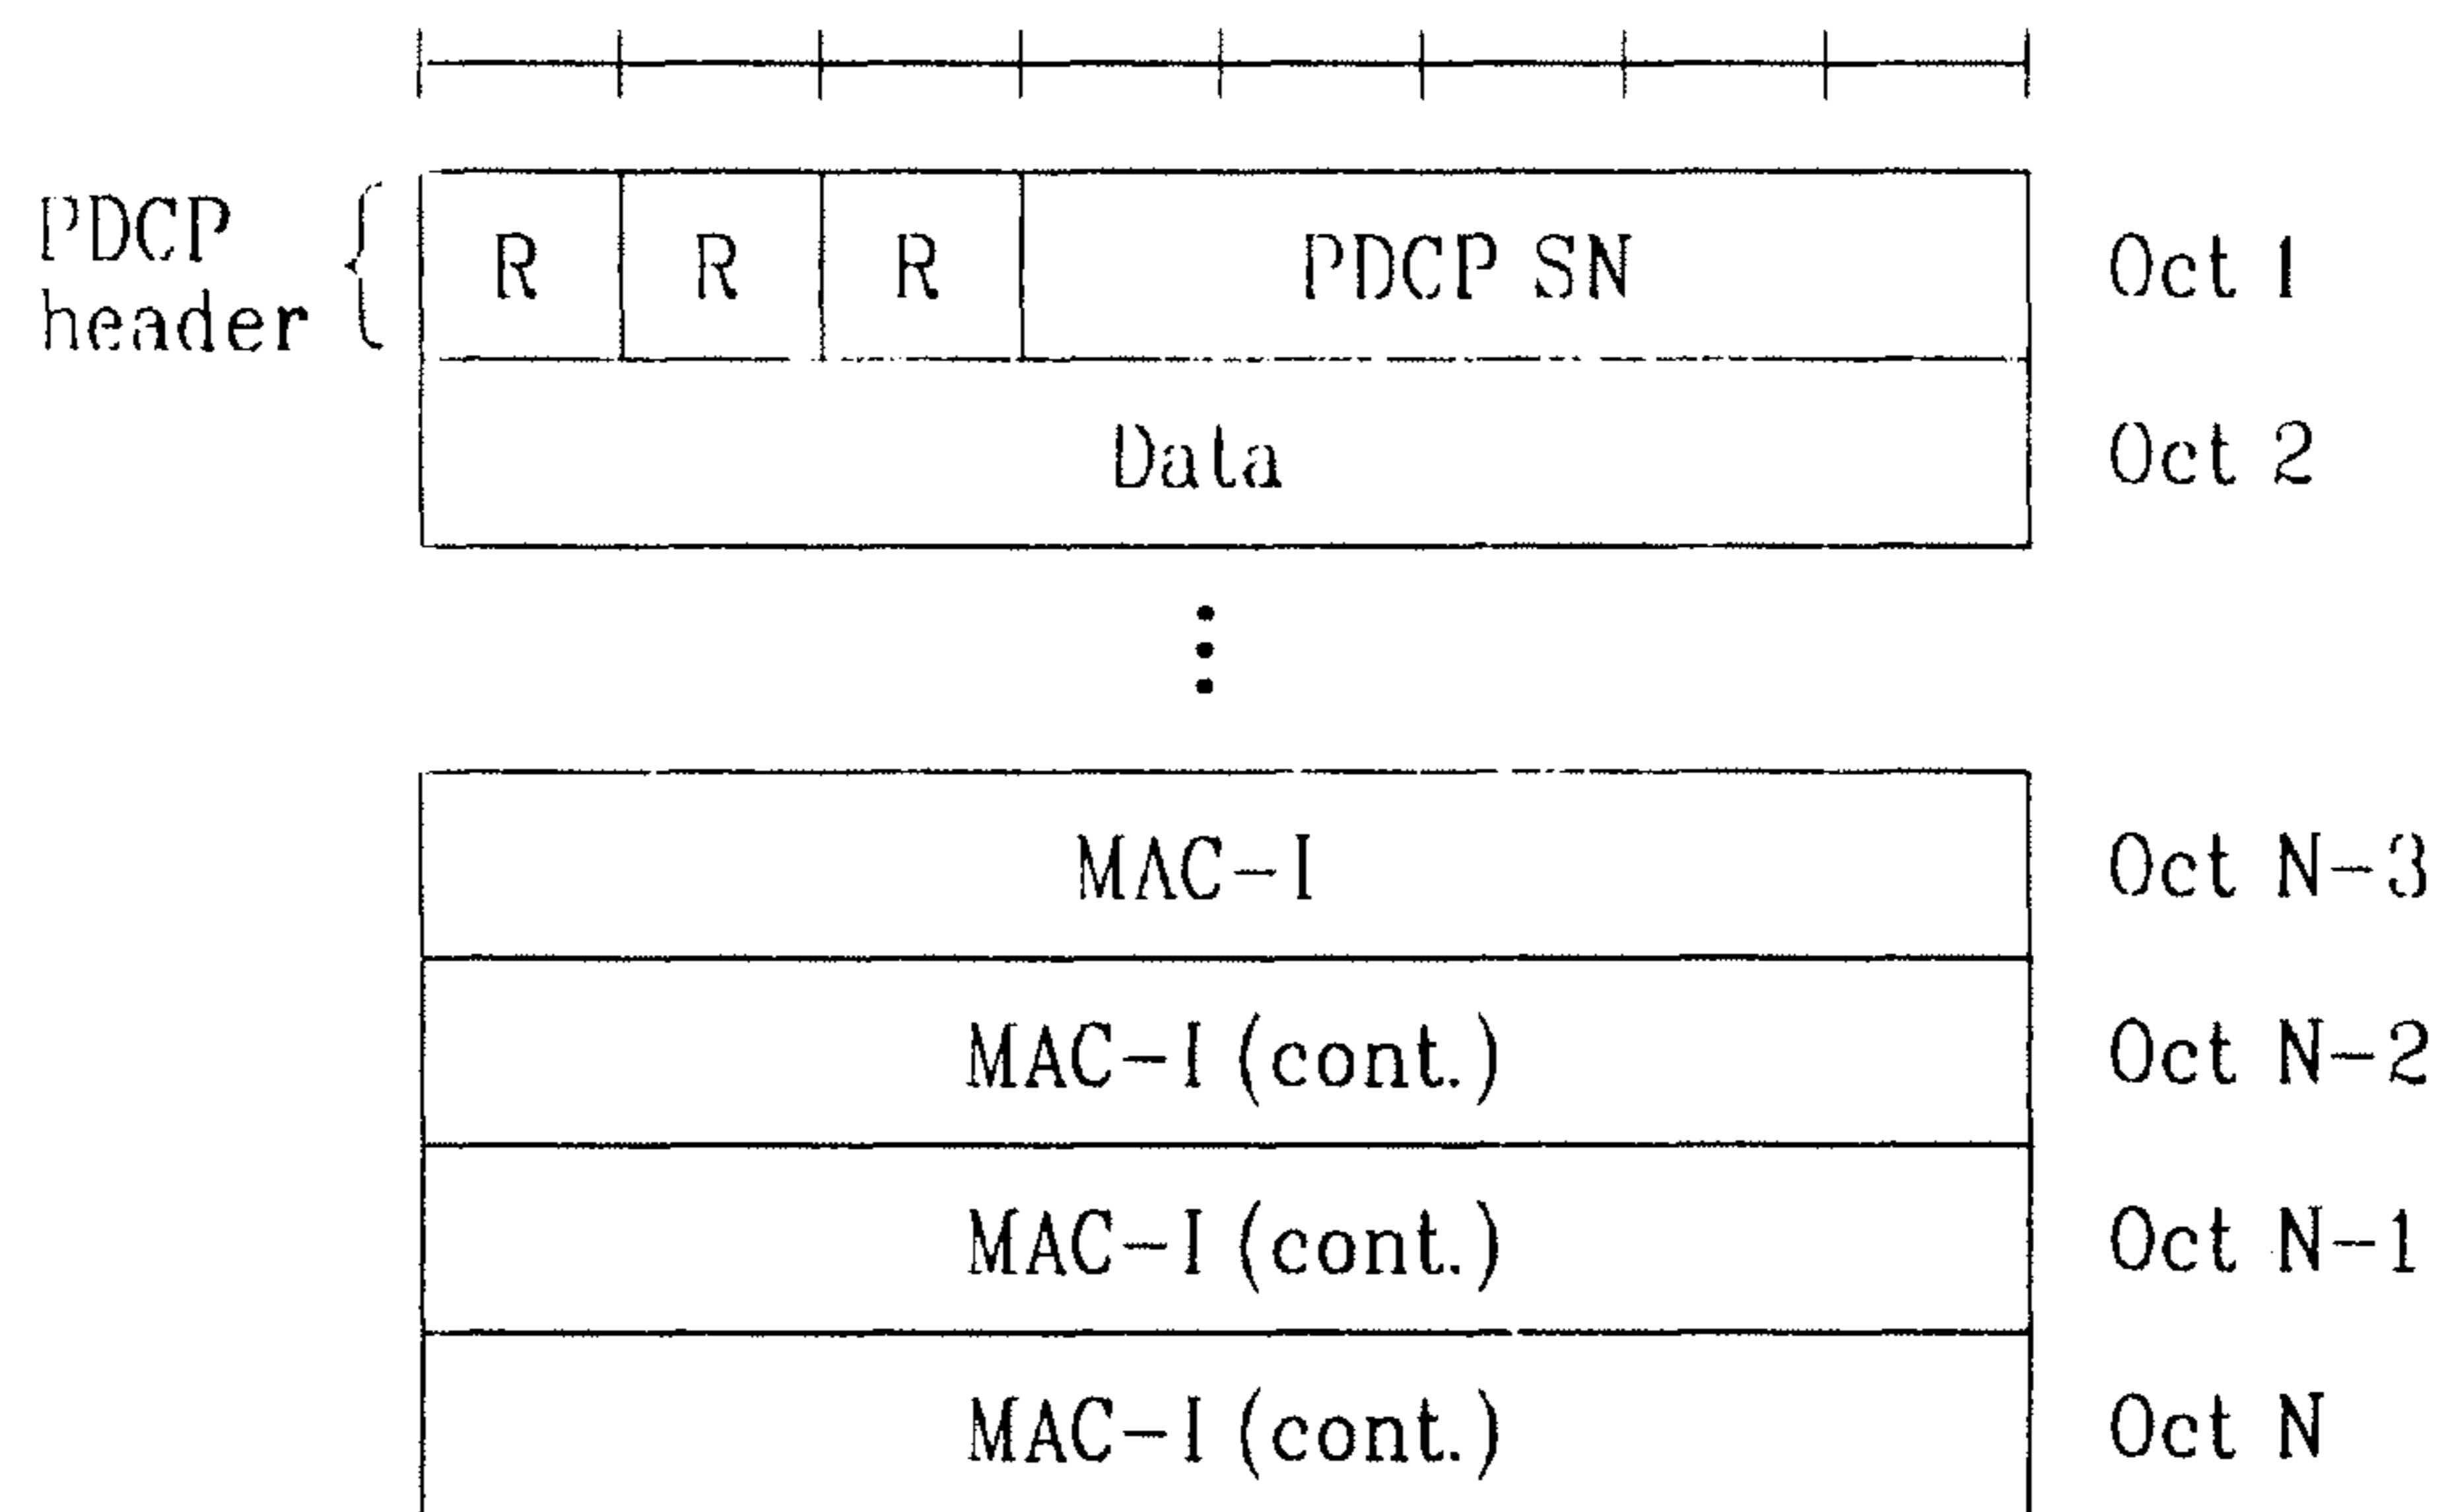 PDCP
header
R R R PDCP SN Oct 1
Data Oct 2
MAC-I Oct N-3
MAC-I (cont.) Oct N-2
MAC-I (cont.) Oct N-1
MAC-I (cont.) Oct N